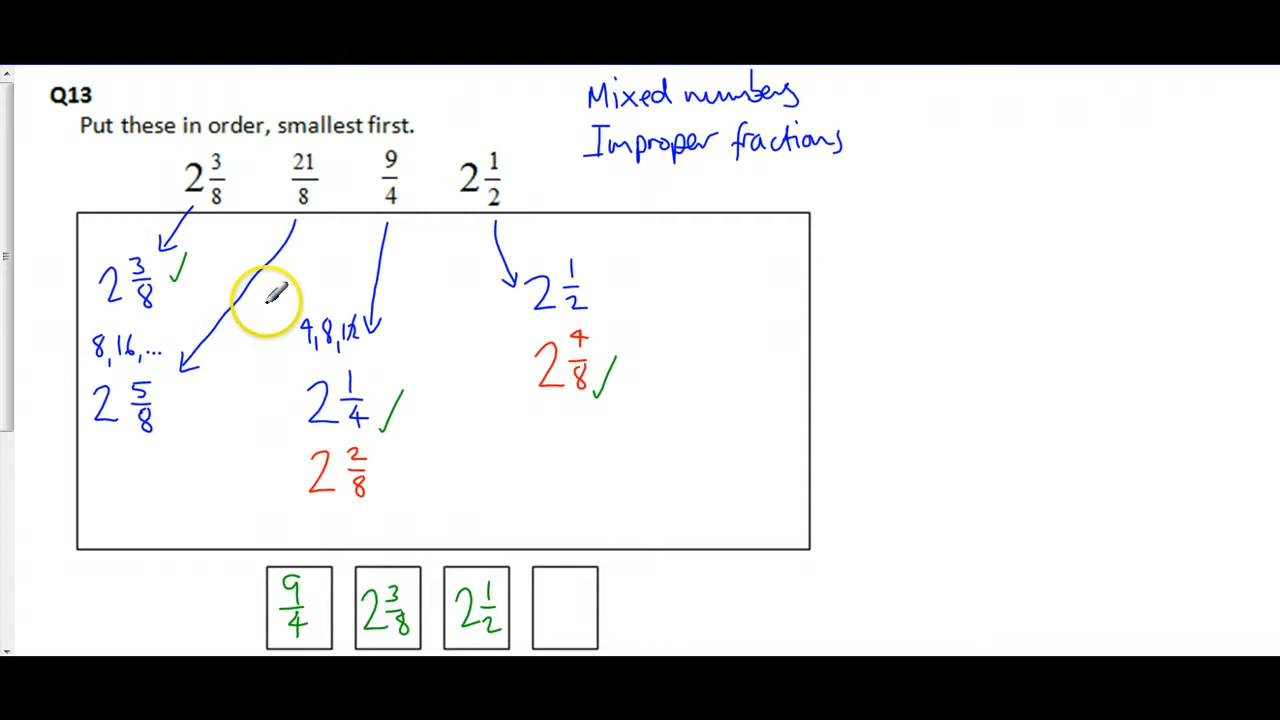 Q13
Mixed numbers
Put these in order, smallest first.
Improper fractions
2 3/8 21/8 9/4 2 1/2
2 3/8 ✓
2 1/2
8, 16, ...
4, 8, 12
2 4/8 ✓
2 5/8
2 1/4 ✓
2 2/8
9/4 2 3/8 2 1/2